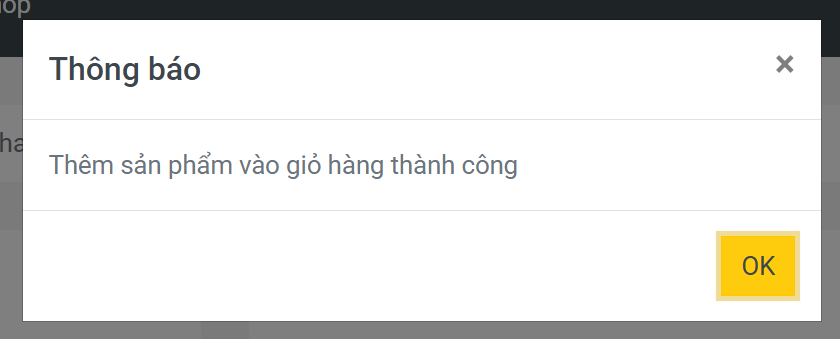 Thông báo
×
Thêm sản phẩm vào giỏ hàng thành công
OK